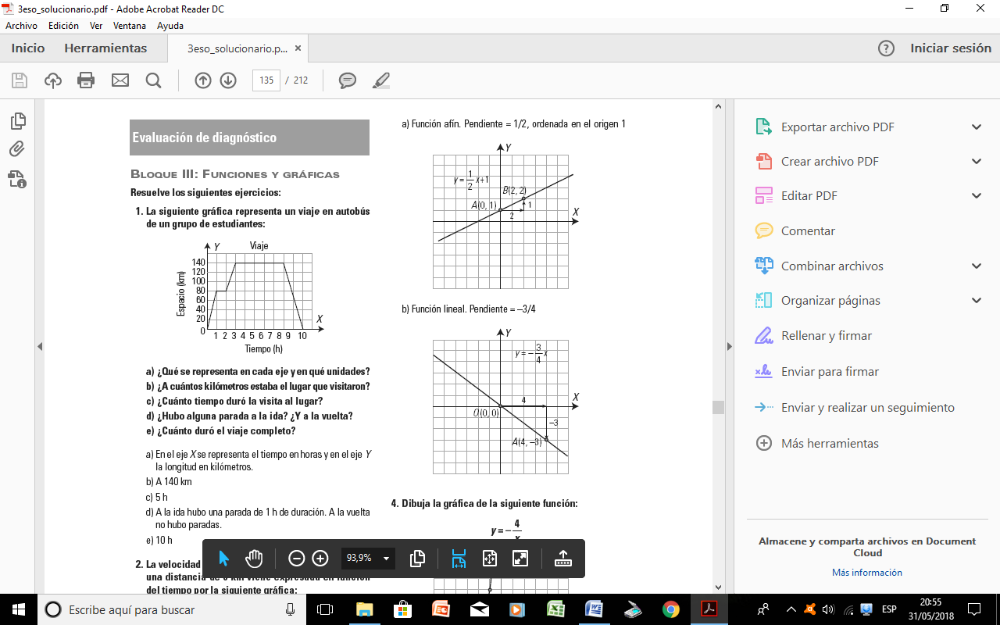 3eso_solucionario.pdf - Adobe Acrobat Reader DC
Archivo Edición Ver Ventana Ayuda
Inicio Herramientas 3eso_solucionario.p... × ? Iniciar sesión
135 / 212
Evaluación de diagnóstico
BLOQUE III: FUNCIONES Y GRÁFICAS
Resuelve los siguientes ejercicios:
1. La siguiente gráfica representa un viaje en autobús
de un grupo de estudiantes:
Y Viaje
Espacio (km)
140
120
100
80
60
40
20
0
X
1 2 3 4 5 6 7 8 9 10
Tiempo (h)
a) ¿Qué se representa en cada eje y en qué unidades?
b) ¿A cuántos kilómetros estaba el lugar que visitaron?
c) ¿Cuánto tiempo duró la visita al lugar?
d) ¿Hubo alguna parada a la ida? ¿Y a la vuelta?
e) ¿Cuánto duró el viaje completo?
a) En el eje X se representa el tiempo en horas y en el eje Y
la longitud en kilómetros.
b) A 140 km
c) 5 h
d) A la ida hubo una parada de 1 h de duración. A la vuelta
no hubo paradas.
e) 10 h
2. La velocidad
una distancia de
del tiempo por la siguiente gráfica:
a) Función afín. Pendiente = 1/2, ordenada en el origen 1
Y
y = 1/2 x+1
B(2, 2)
A(0, 1)
1
2
X
b) Función lineal. Pendiente = –3/4
Y
y = – 3/4 x
4
X
O(0, 0)
–3
A(4, –3)
4. Dibuja la gráfica de la siguiente función:
y = – 4/x
93,9%
Exportar archivo PDF
Crear archivo PDF
Editar PDF
Comentar
Combinar archivos
Organizar páginas
Rellenar y firmar
Enviar para firmar
Enviar y realizar un seguimiento
Más herramientas
Almacene y comparta archivos en Document
Cloud
Más información
Escribe aquí para buscar
ESP
20:55
31/05/2018